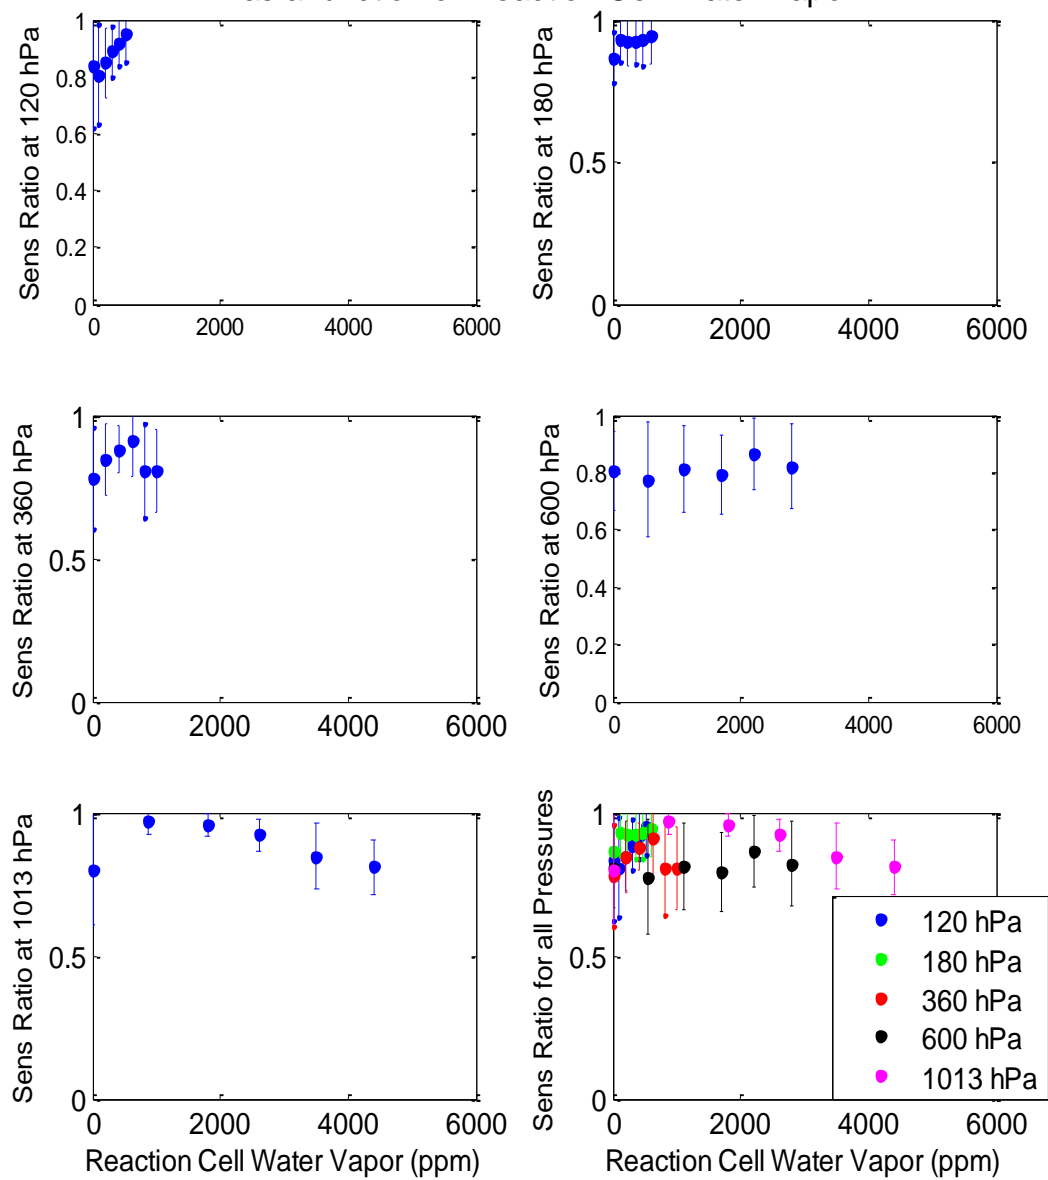 Sens Ratio at 120 hPa
1
0.8
0.6
0.4
0.2
0
0 2000 4000 6000
Sens Ratio at 180 hPa
1
0.5
0
0 2000 4000 6000
Sens Ratio at 360 hPa
1
0.5
0
0 2000 4000 6000
Sens Ratio at 600 hPa
1
0.8
0.6
0.4
0.2
0
0 2000 4000 6000
Sens Ratio at 1013 hPa
1
0.5
0
0 2000 4000 6000
Reaction Cell Water Vapor (ppm)
Sens Ratio for all Pressures
1
0.5
0
120 hPa
180 hPa
360 hPa
600 hPa
1013 hPa
0 2000 4000 6000
Reaction Cell Water Vapor (ppm)